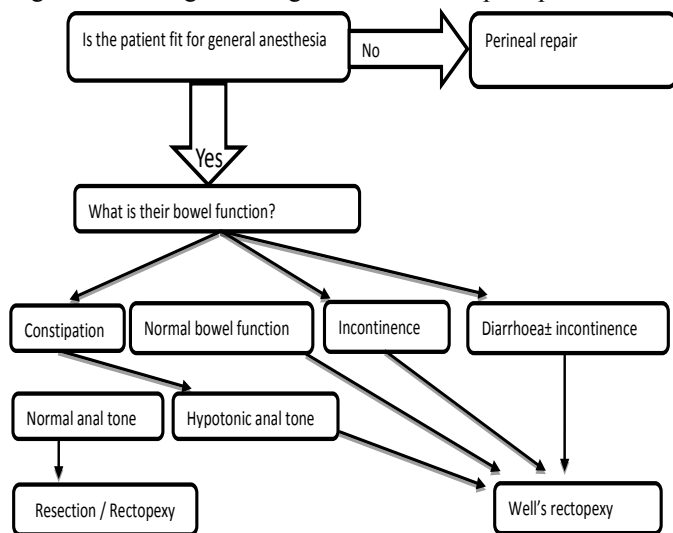 Is the patient fit for general anesthesia
No
Perineal repair
Yes
What is their bowel function?
Constipation
Normal bowel function
Incontinence
Diarrhoea± incontinence
Normal anal tone
Hypotonic anal tone
Resection / Rectopexy
Well's rectopexy